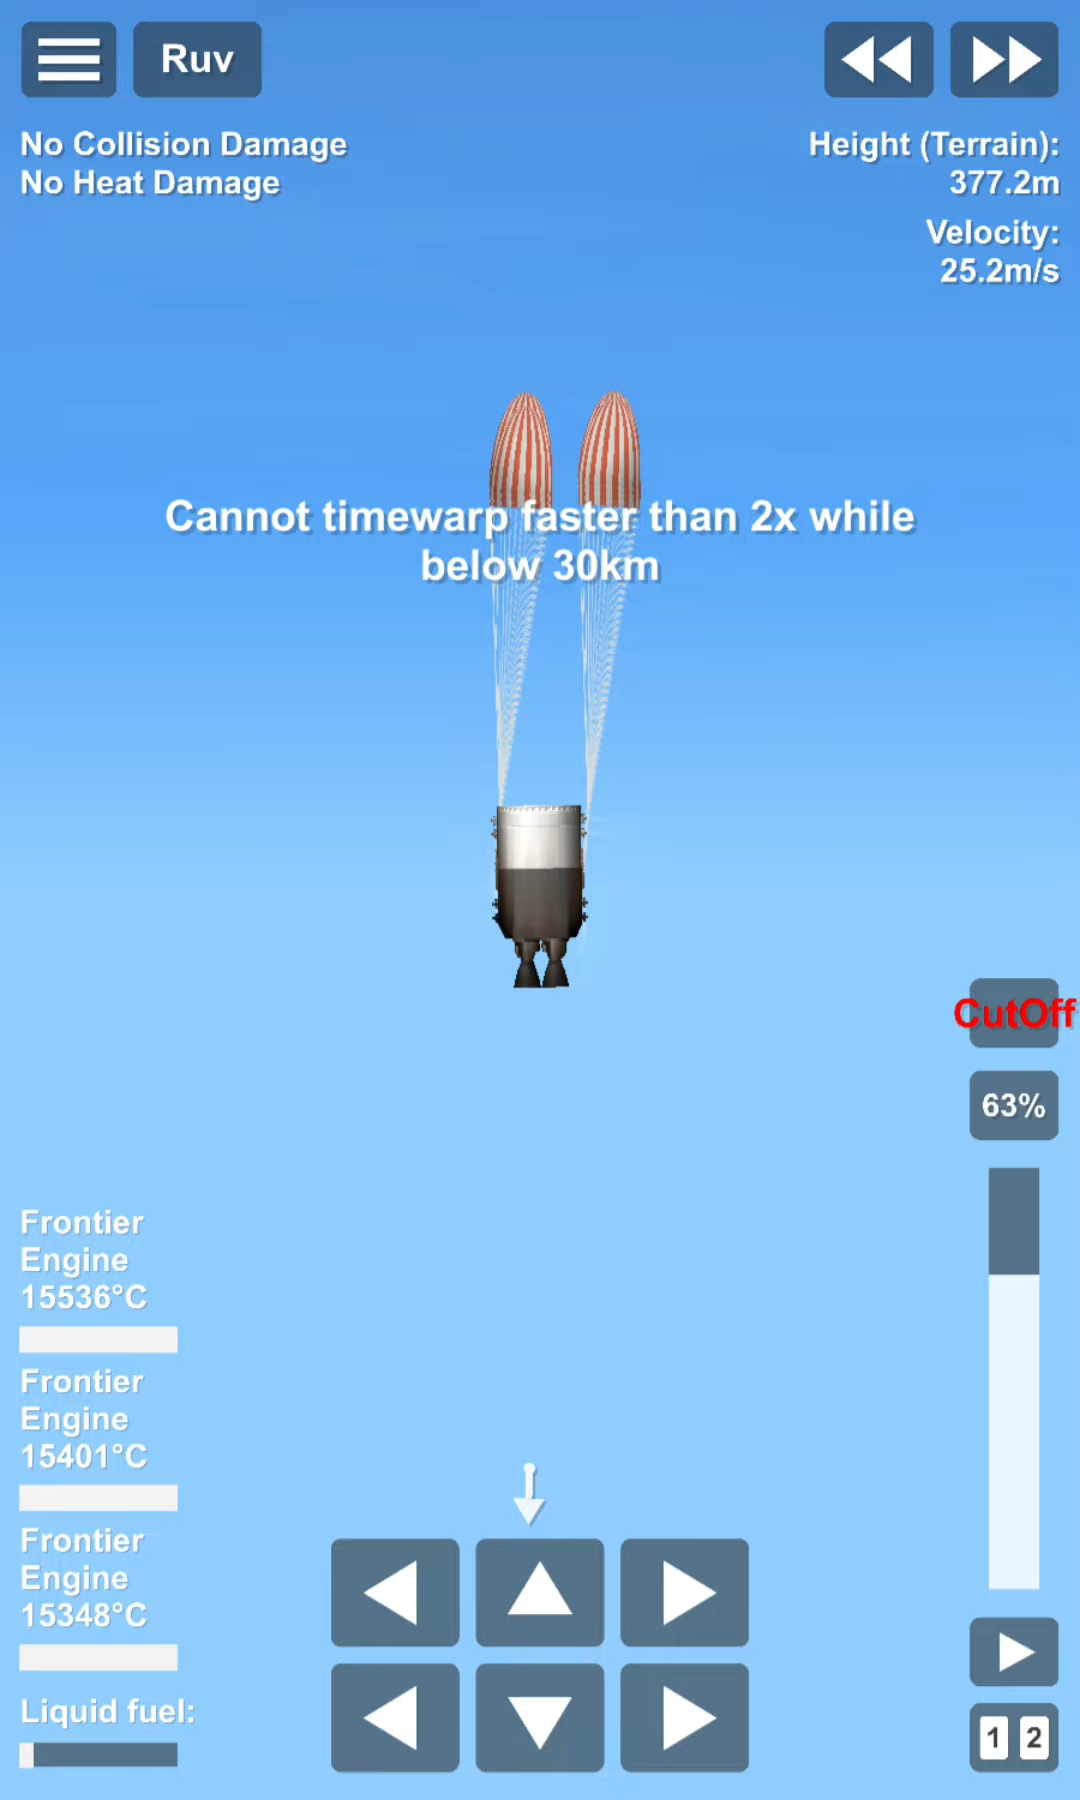 Ruv
No Collision Damage
No Heat Damage
Height (Terrain):
377.2m
Velocity:
25.2m/s
Cannot timewarp faster than 2x while
below 30km
CutOff
63%
Frontier
Engine
15536°C
Frontier
Engine
15401°C
Frontier
Engine
15348°C
Liquid fuel:
1 2